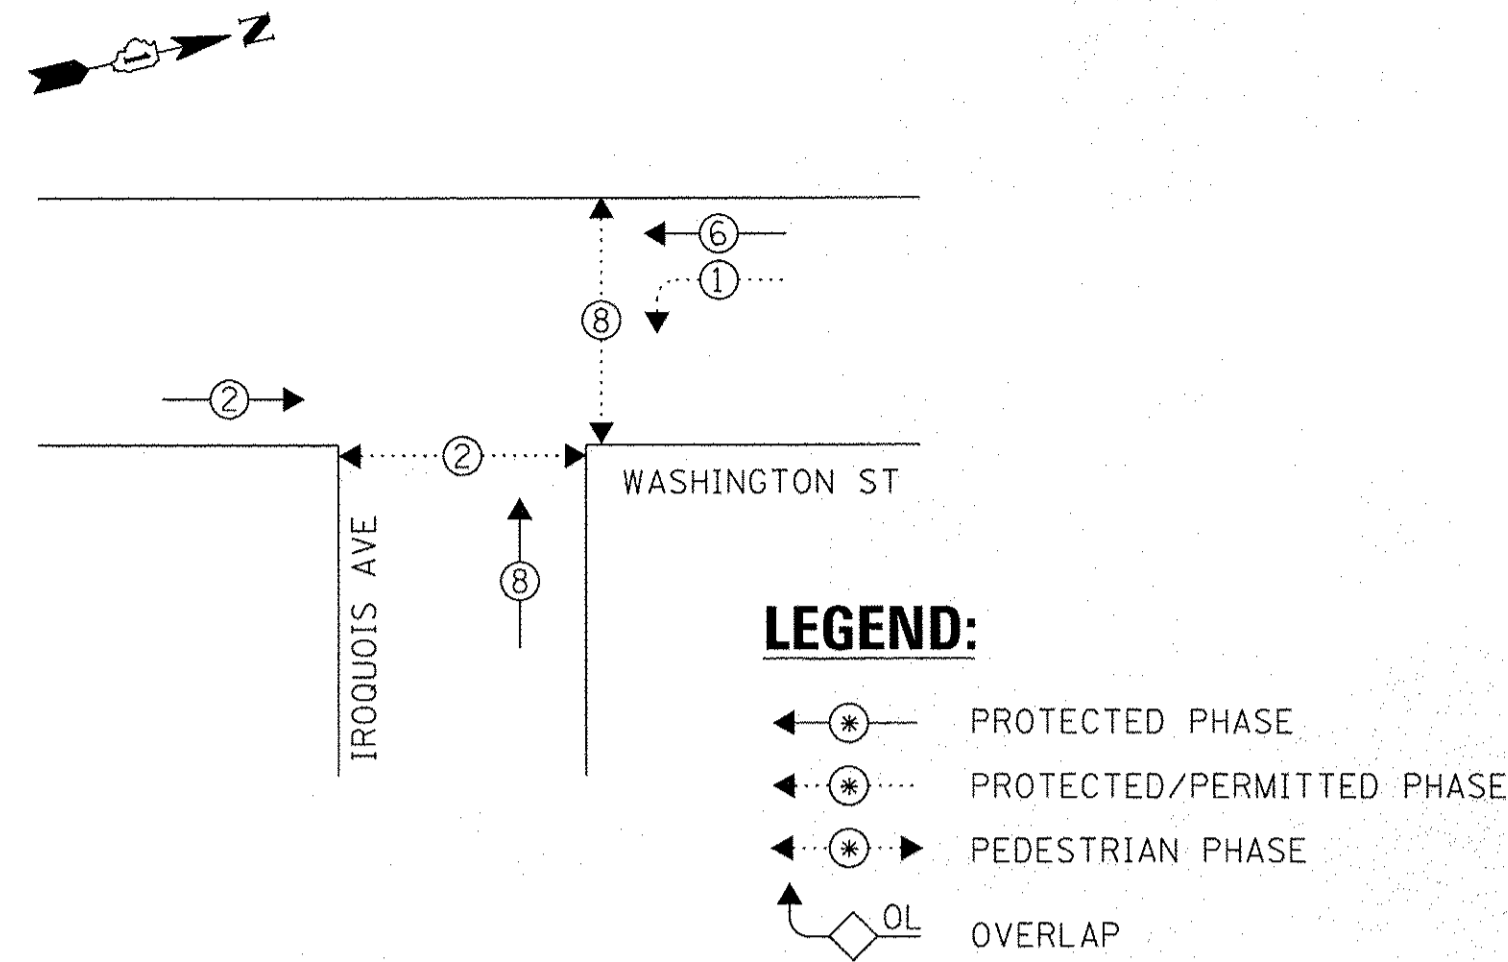 N
6
1
8
2
2
WASHINGTON ST
IROQUOIS AVE
8
LEGEND:
* PROTECTED PHASE
* PROTECTED/PERMITTED PHASE
* PEDESTRIAN PHASE
OL OVERLAP